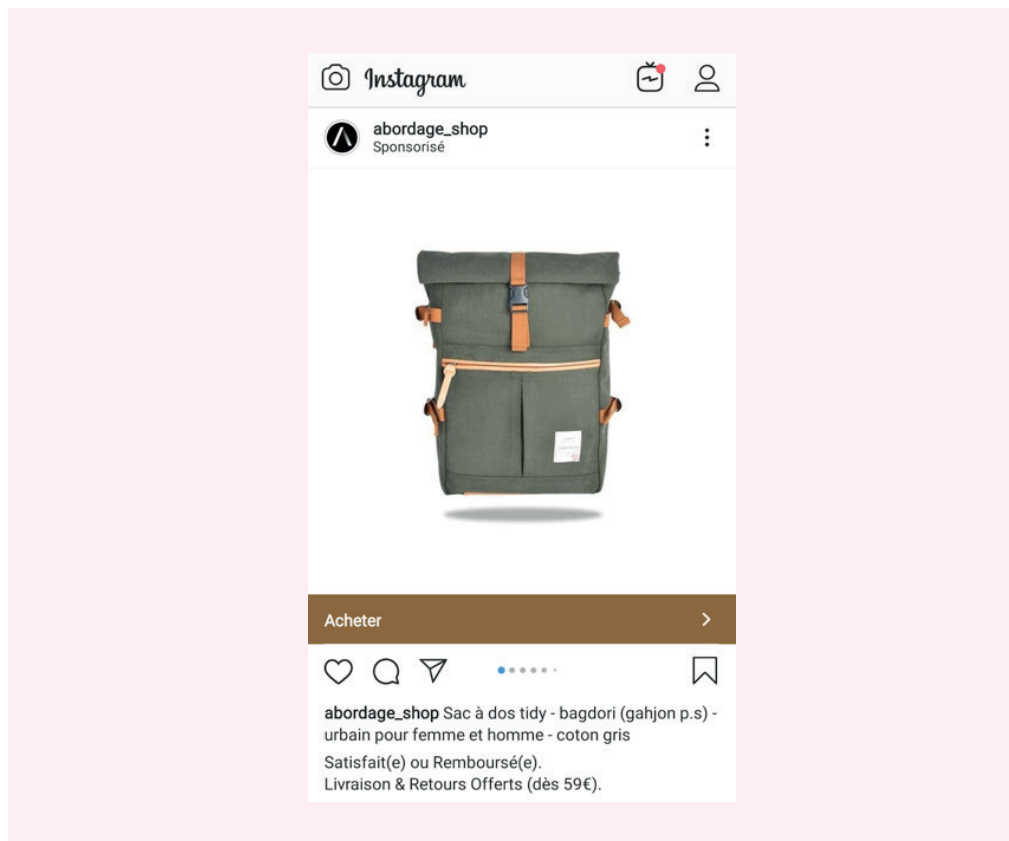 Instagram
abordage_shop
Sponsorisé
Acheter
abordage_shop Sac à dos tidy - bagdori (gahjon p.s) -
urbain pour femme et homme - coton gris
Satisfait(e) ou Remboursé(e).
Livraison & Retours Offerts (dès 59€).